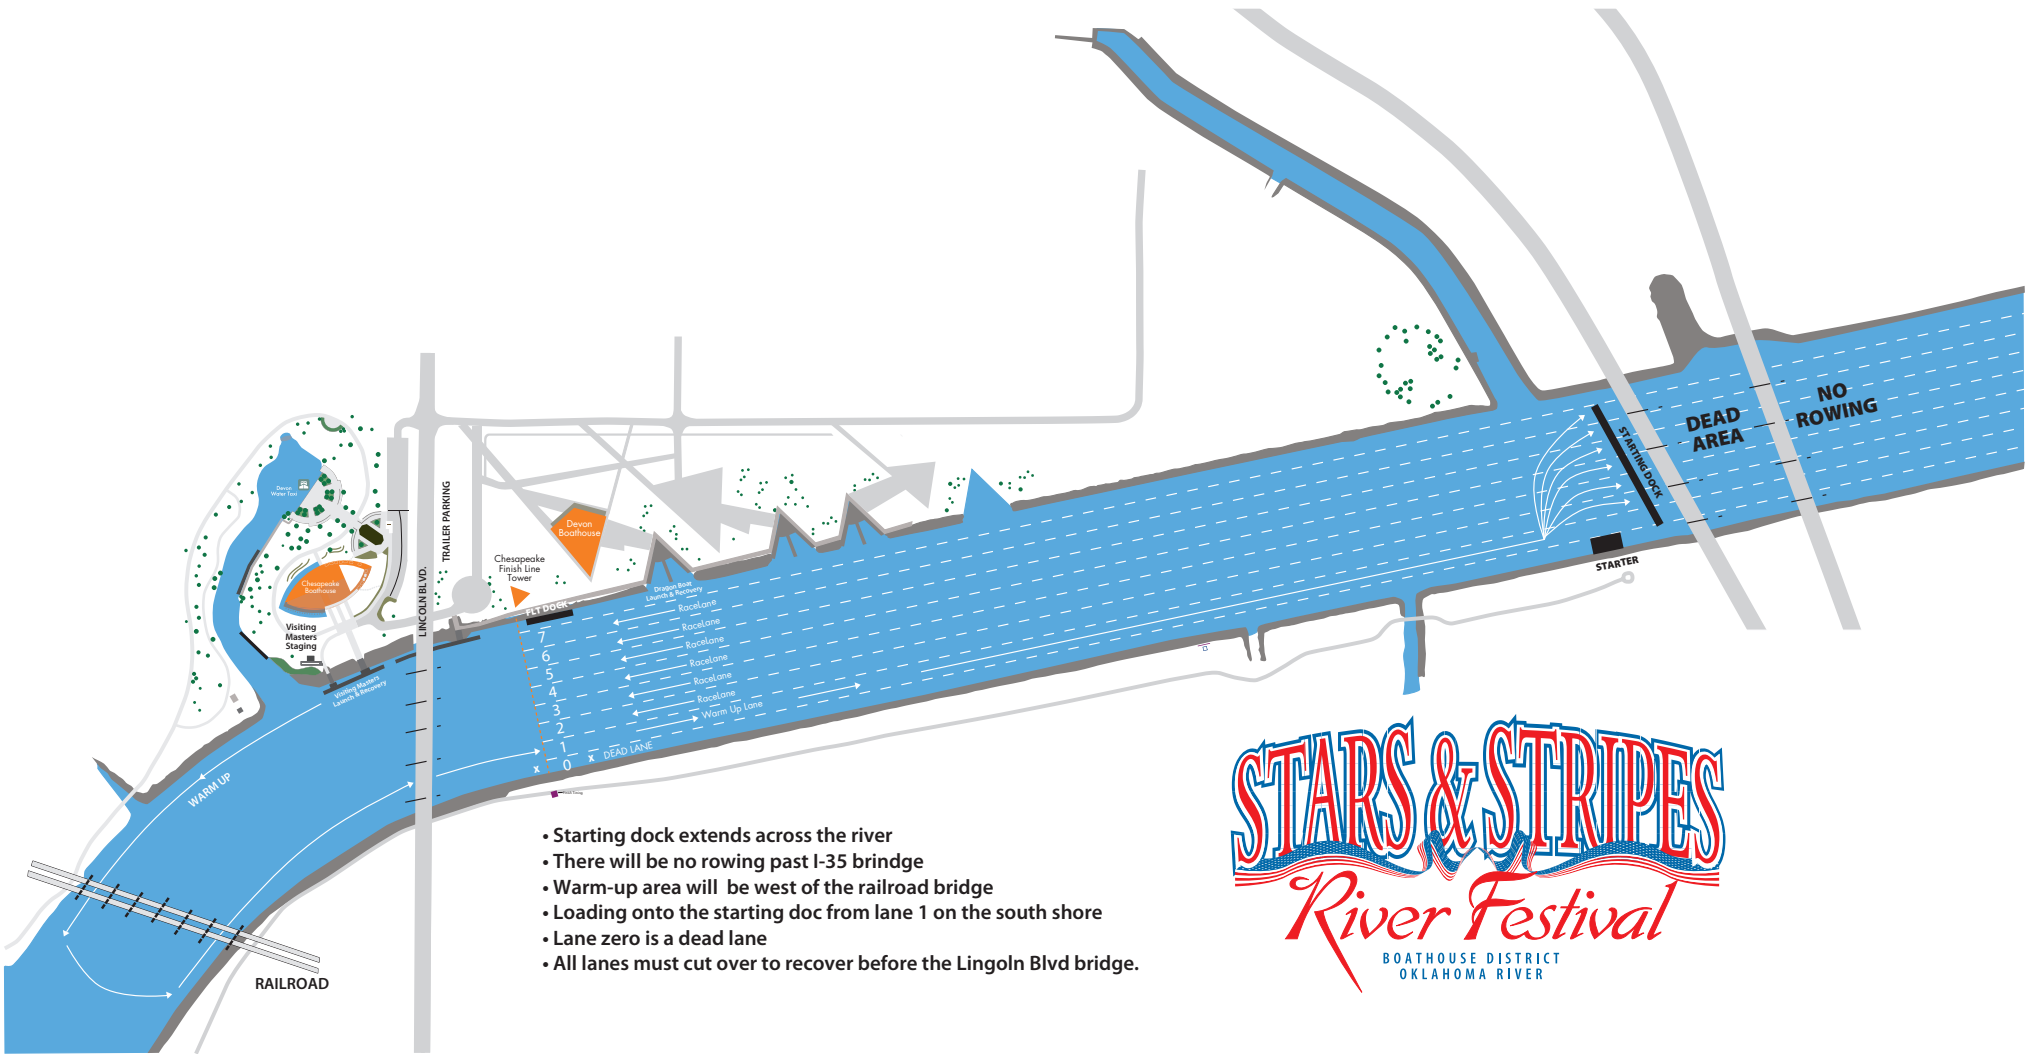 NO
ROWING
DEAD
AREA
STARTING DOCK
STARTER
Devon
Water Taxi
TRAILER PARKING
LINCOLN BLVD.
Devon
Boathouse
Chesapeake
Finish Line
Tower
Chesapeake
Boathouse
Visiting
Masters
Staging
Visiting Masters
Launch & Recovery
FLT DOCK
Dragon Boat
Launch & Recovery
7
6
5
4
3
2
1
0
RaceLane
RaceLane
RaceLane
RaceLane
RaceLane
RaceLane
Warm Up Lane
x
x
DEAD LANE
WARM UP
RAILROAD
• Starting dock extends across the river
• There will be no rowing past I-35 brindge
• Warm-up area will be west of the railroad bridge
• Loading onto the starting doc from lane 1 on the south shore
• Lane zero is a dead lane
• All lanes must cut over to recover before the Lingoln Blvd bridge.
STARS & STRIPES
River Festival
BOATHOUSE DISTRICT
OKLAHOMA RIVER